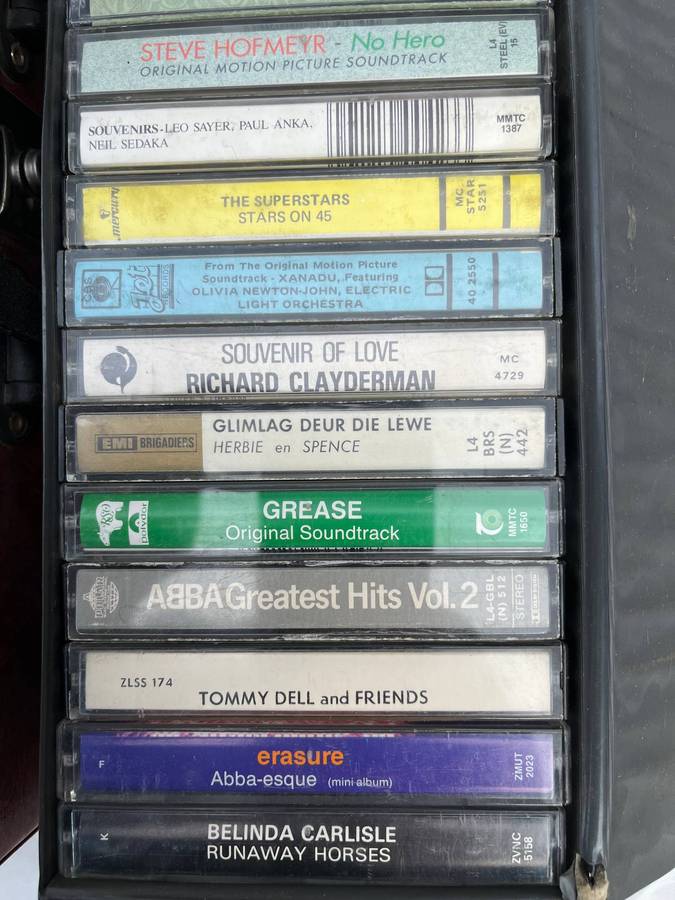 STEVE HOFMEYR - No Hero
ORIGINAL MOTION PICTURE SOUNDTRACK
L4
STEEL (EV)
15
SOUVENIRS-LEO SAYER, PAUL ANKA,
NEIL SEDAKA
MMTC
1387
mercury
THE SUPERSTARS
STARS ON 45
MC
STAR
5251
CBS
Jet
RECORDS
From The Original Motion Picture
Soundtrack - XANADU, Featuring
OLIVIA NEWTON-JOHN, ELECTRIC
LIGHT ORCHESTRA
40 2550
SOUVENIR OF LOVE
RICHARD CLAYDERMAN
MC
4729
EMI BRIGADIERS
GLIMLAG DEUR DIE LEWE
HERBIE en SPENCE
L4
BRS
(N)
442
RSO
polydor
GREASE
Original Soundtrack
MMTC
1650
ABBA Greatest Hits Vol. 2
L4-GBL
(N) 512
STEREO
ZLSS 174
TOMMY DELL and FRIENDS
F
erasure
Abba-esque (mini album)
ZMUT
2023
K
BELINDA CARLISLE
RUNAWAY HORSES
ZVNC
5158